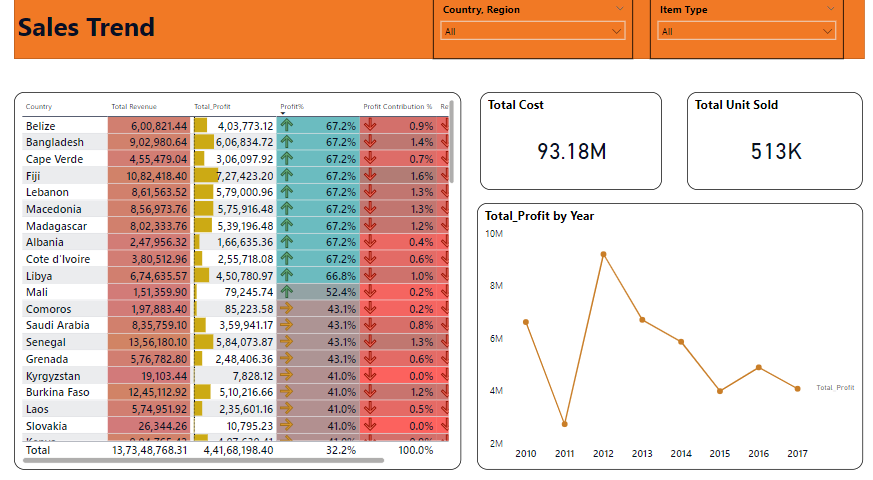 Sales Trend
Country, Region
All
Item Type
All
Country Total Revenue Total_Profit Profit% Profit Contribution % Re
Belize 6,00,821.44 4,03,773.12 67.2% 0.9%
Bangladesh 9,02,980.64 6,06,834.72 67.2% 1.4%
Cape Verde 4,55,479.04 3,06,097.92 67.2% 0.7%
Fiji 10,82,418.40 7,27,423.20 67.2% 1.6%
Lebanon 8,61,563.52 5,79,000.96 67.2% 1.3%
Macedonia 8,56,973.76 5,75,916.48 67.2% 1.3%
Madagascar 8,02,333.76 5,39,196.48 67.2% 1.2%
Albania 2,47,956.32 1,66,635.36 67.2% 0.4%
Cote d'Ivoire 3,80,512.96 2,55,718.08 67.2% 0.6%
Libya 6,74,635.57 4,50,780.97 66.8% 1.0%
Mali 1,51,359.90 79,245.74 52.4% 0.2%
Comoros 1,97,883.40 85,223.58 43.1% 0.2%
Saudi Arabia 8,35,759.10 3,59,941.17 43.1% 0.8%
Senegal 13,56,180.10 5,84,073.87 43.1% 1.3%
Grenada 5,76,782.80 2,48,406.36 43.1% 0.6%
Kyrgyzstan 19,103.44 7,828.12 41.0% 0.0%
Burkina Faso 12,45,112.92 5,10,216.66 41.0% 1.2%
Laos 5,74,951.92 2,35,601.16 41.0% 0.5%
Slovakia 26,344.26 10,795.23 41.0% 0.0%
Total 13,73,48,768.31 4,41,68,198.40 32.2% 100.0%
Total Cost
93.18M
Total Unit Sold
513K
Total_Profit by Year
10M
8M
6M
4M
2M
Total_Profit
2010 2011 2012 2013 2014 2015 2016 2017